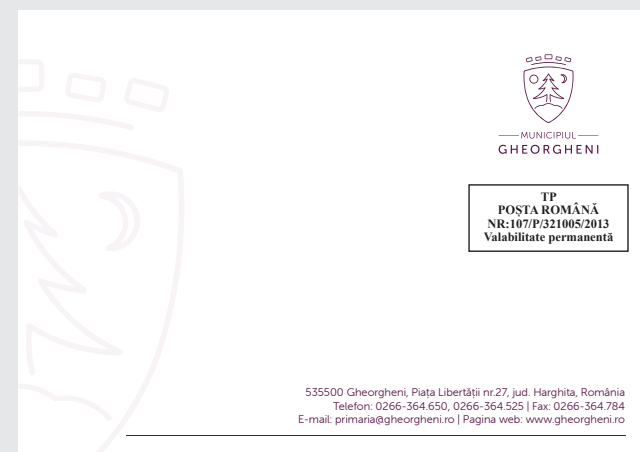 MUNICIPIUL
GHEORGHENI
TP
POȘTA ROMÂNĂ
NR:107/P/321005/2013
Valabilitate permanentă
535500 Gheorgheni, Piața Libertății nr.27, jud. Harghita, România
Telefon: 0266-364.650, 0266-364.525 | Fax: 0266-364.784
E-mail: primaria@gheorgheni.ro | Pagina web: www.gheorgheni.ro